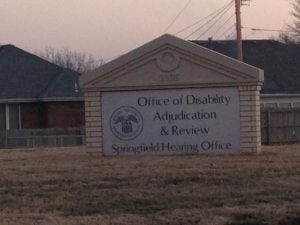 Office of Disability
Adjudication
& Review
Springfield Hearing Office